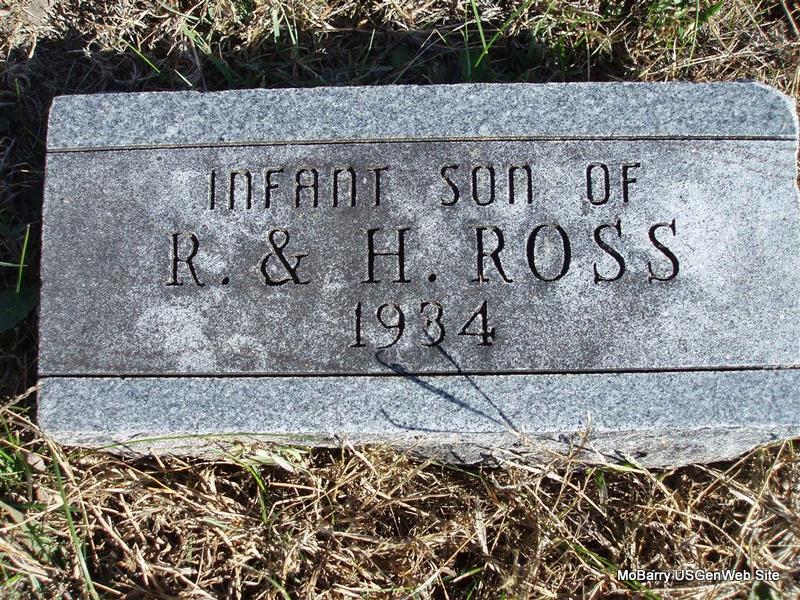 INFANT SON OF
R. & H. ROSS
1934
MoBarry.USGenWeb Site